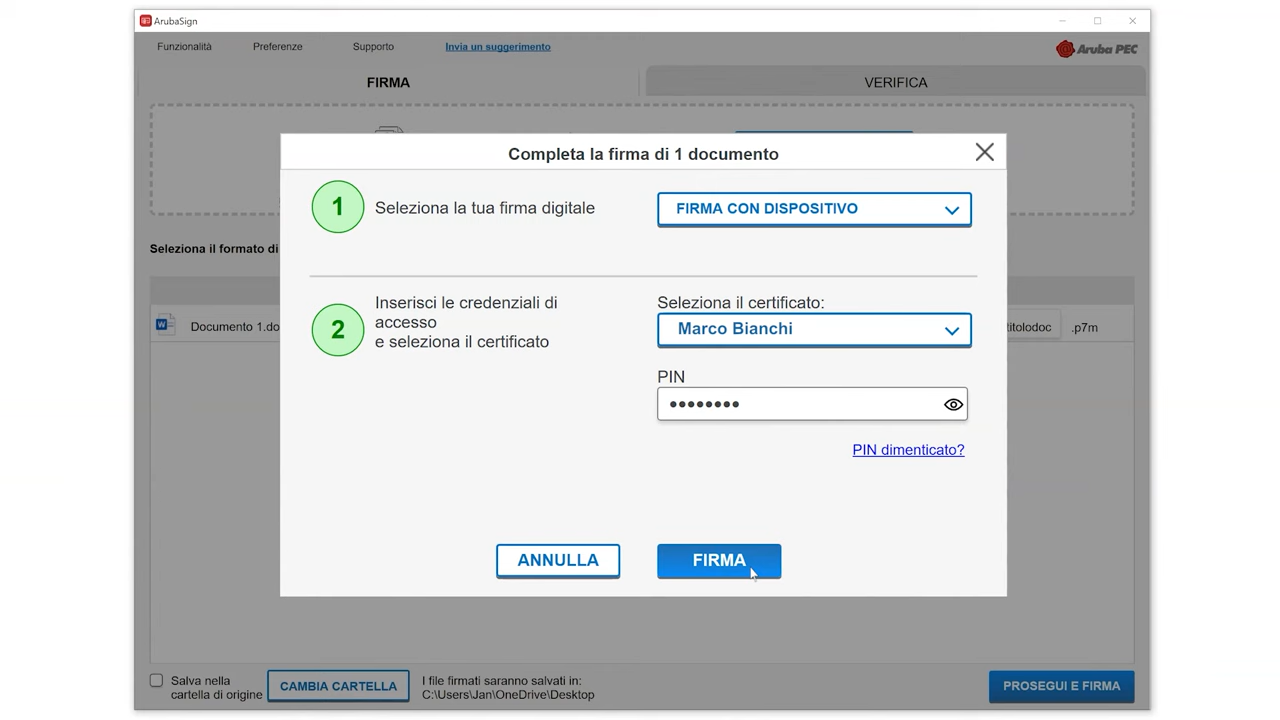 ArubaSign
Funzionalità Preferenze Supporto Invia un suggerimento
Aruba PEC
FIRMA VERIFICA
Completa la firma di 1 documento
1 Seleziona la tua firma digitale FIRMA CON DISPOSITIVO
Seleziona il formato di
2 Inserisci le credenziali di
accesso
e seleziona il certificato
Seleziona il certificato:
Marco Bianchi
Documento 1.do titolodoc .p7m
PIN
••••••••
PIN dimenticato?
ANNULLA FIRMA
Salva nella
cartella di origine
CAMBIA CARTELLA
I file firmati saranno salvati in:
C:\Users\Jan\OneDrive\Desktop
PROSEGUI E FIRMA